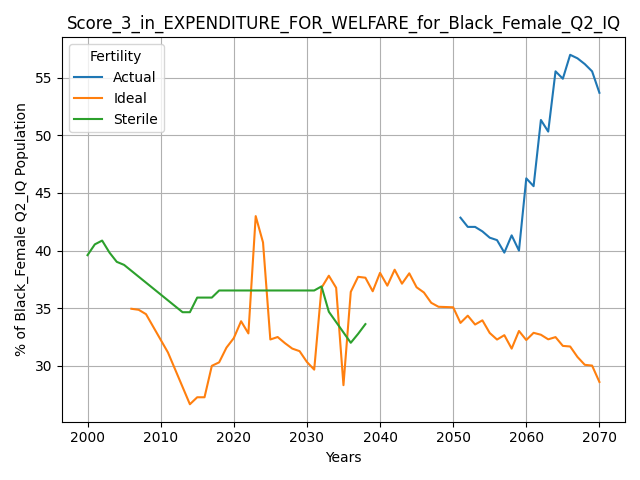 Score_3_in_EXPENDITURE_FOR_WELFARE_for_Black_Female_Q2_IQ
Fertility
Actual
Ideal
Sterile
% of Black_Female Q2_IQ Population
55
50
45
40
35
30
2000 2010 2020 2030 2040 2050 2060 2070
Years